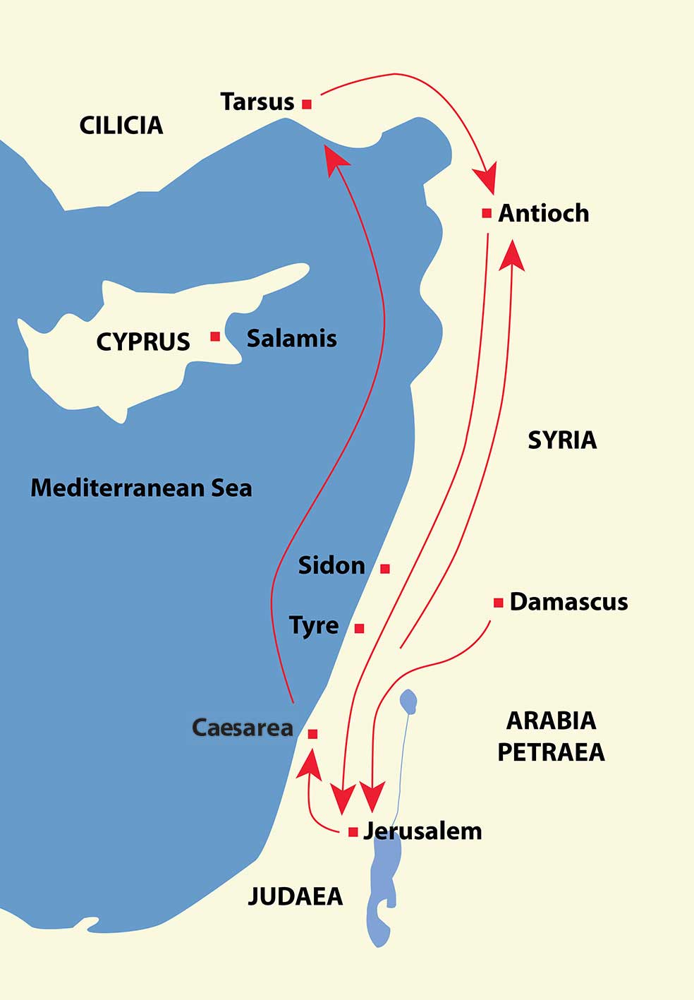 Tarsus
CILICIA
Antioch
CYPRUS
Salamis
SYRIA
Mediterranean Sea
Sidon
Damascus
Tyre
ARABIA
PETRAEA
Caesarea
Jerusalem
JUDAEA